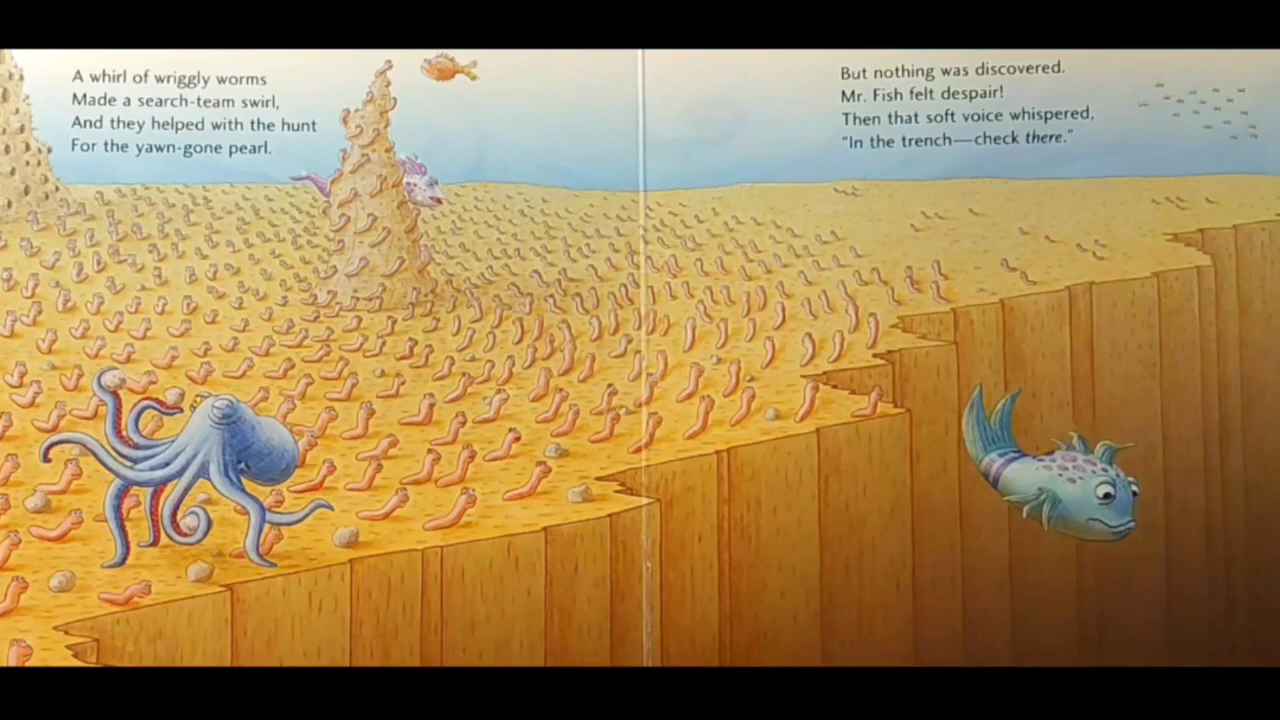 A whirl of wriggly worms
Made a search-team swirl,
And they helped with the hunt
For the yawn-gone pearl.
But nothing was discovered.
Mr. Fish felt despair!
Then that soft voice whispered,
“In the trench—check there.”